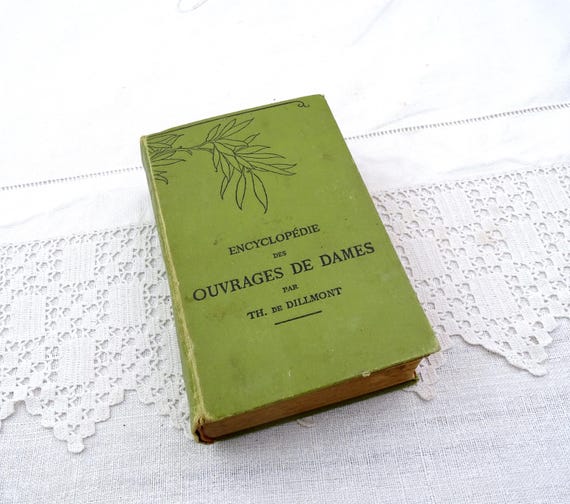 ENCYCLOPÉDIE
DES
OUVRAGES DE DAMES
PAR
TH. DE DILLMONT